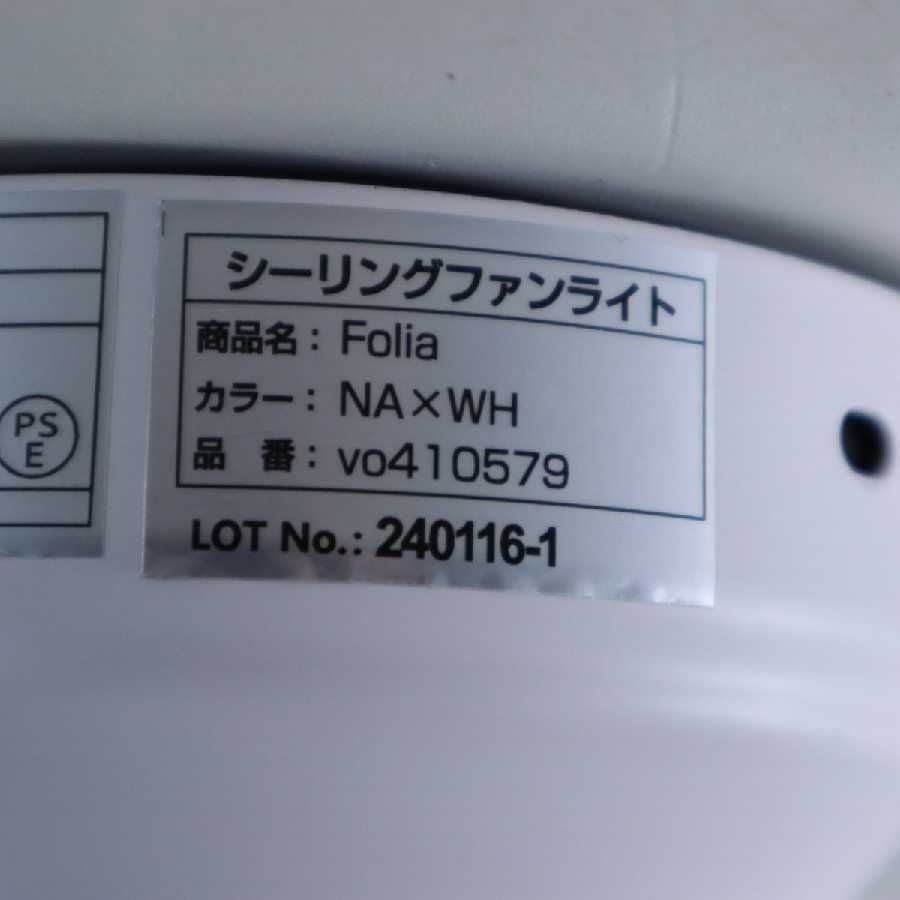 シーリングファンライト
商品名：Folia
カラー：NA×WH
品　番：vo410579
LOT No.: 240116-1
PS
E